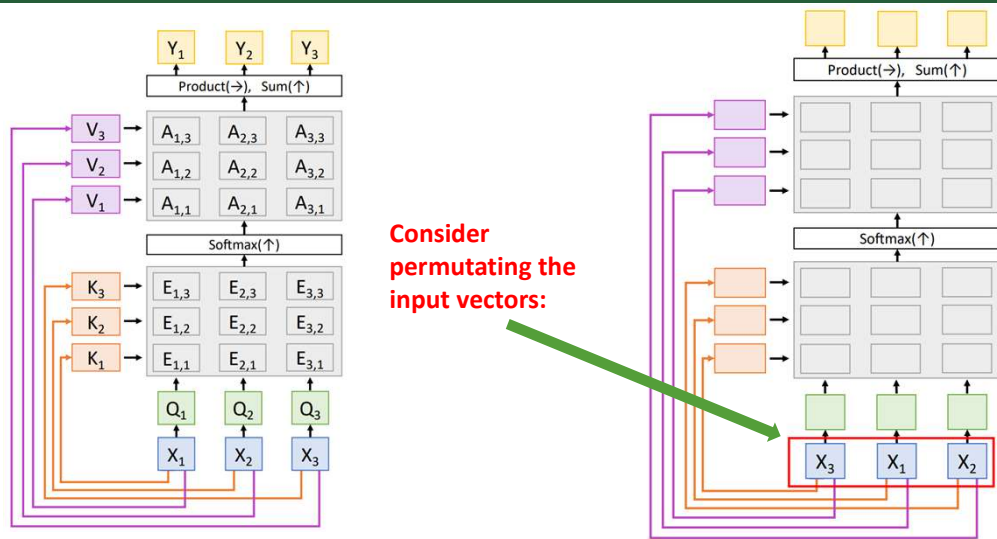 Y1 Y2 Y3
Product(→), Sum(↑)
V3 A1,3 A2,3 A3,3
V2 A1,2 A2,2 A3,2
V1 A1,1 A2,1 A3,1
Softmax(↑)
K3 E1,3 E2,3 E3,3
K2 E1,2 E2,2 E3,2
K1 E1,1 E2,1 E3,1
Q1 Q2 Q3
X1 X2 X3
Consider
permutating the
input vectors:
Product(→), Sum(↑)
Softmax(↑)
X3 X1 X2